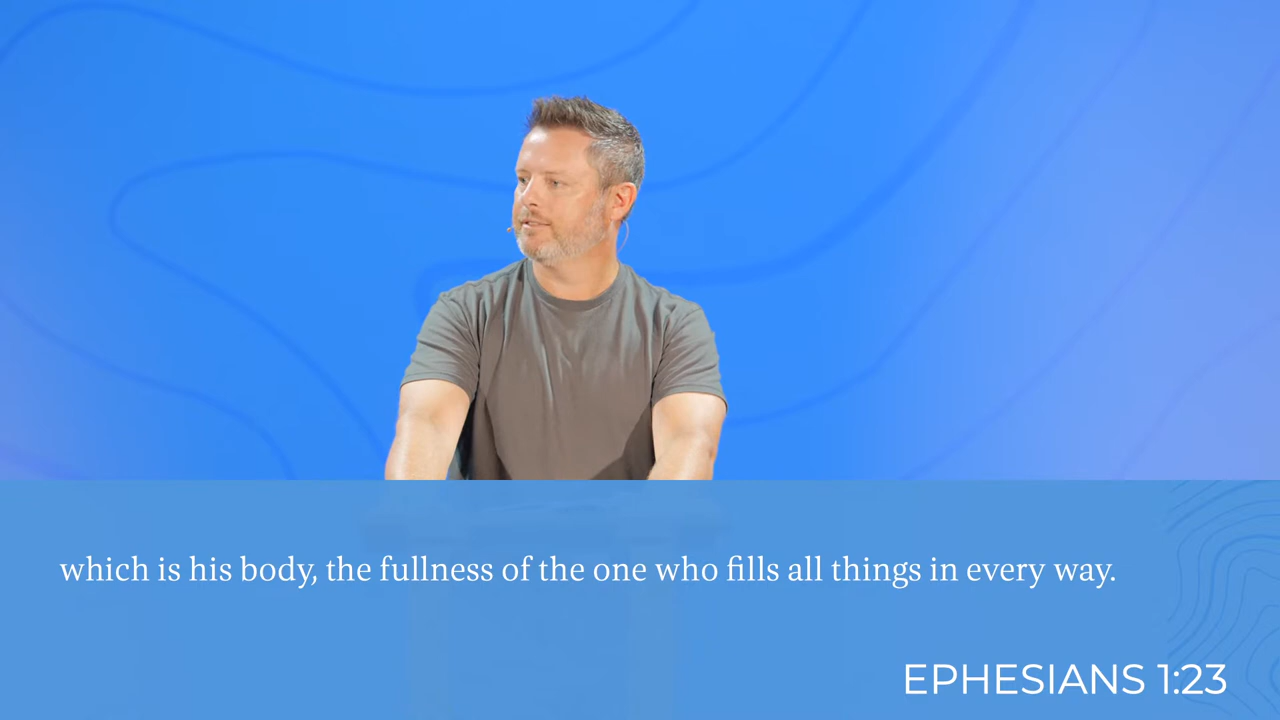 which is his body, the fullness of the one who fills all things in every way.
EPHESIANS 1:23